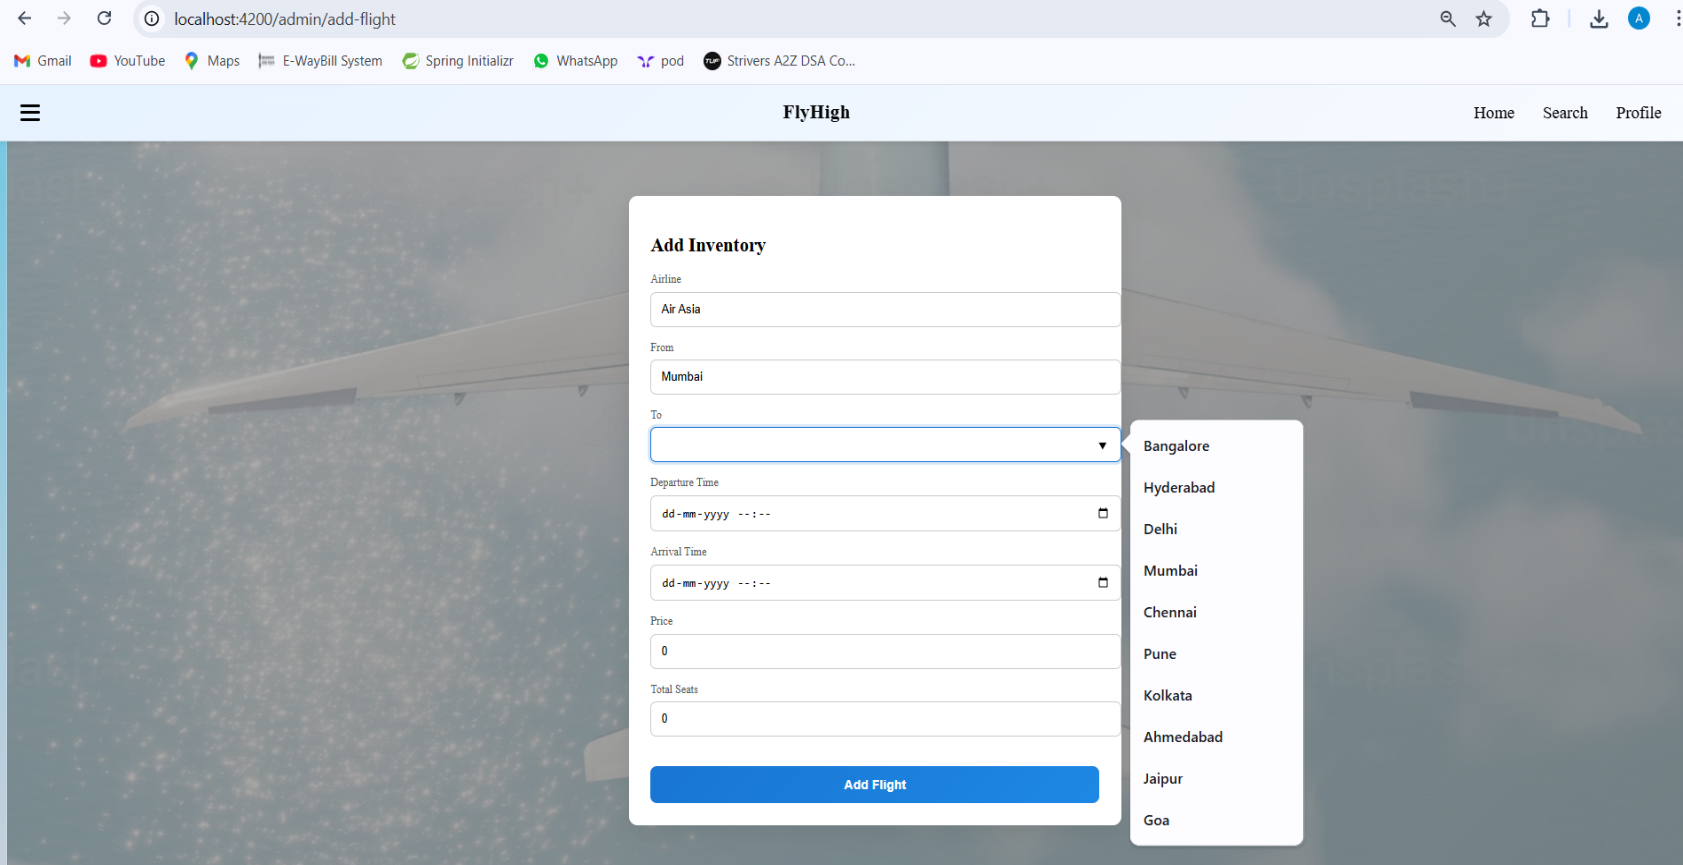 localhost:4200/admin/add-flight
A
Gmail YouTube Maps E-WayBill System Spring Initializr WhatsApp pod TUF Strivers A2Z DSA Co...
FlyHigh
Home Search Profile
Unsplash+
Add Inventory
Airline
Air Asia
From
Mumbai
To
Departure Time
dd-mm-yyyy --:--
Arrival Time
dd-mm-yyyy --:--
Price
0
Total Seats
0
Add Flight
Bangalore
Hyderabad
Delhi
Mumbai
Chennai
Pune
Kolkata
Ahmedabad
Jaipur
Goa